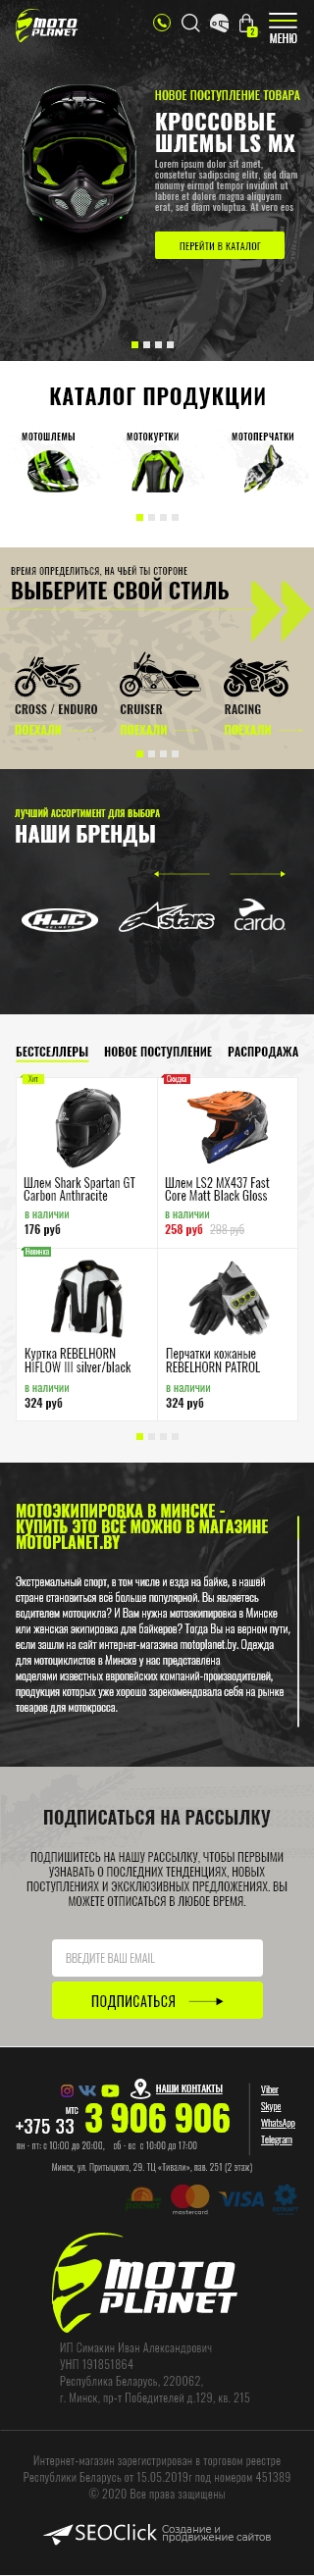 MOTO
PLANET
2
МЕНЮ
НОВОЕ ПОСТУПЛЕНИЕ ТОВАРА
КРОССОВЫЕ
ШЛЕМЫ LS MX
Lorem ipsum dolor sit amet,
consetetur sadipscing elitr, sed diam
nonumy eirmod tempor invidunt ut
labore et dolore magna aliquyam
erat, sed diam voluptua. At vero eos
ПЕРЕЙТИ В КАТАЛОГ
КАТАЛОГ ПРОДУКЦИИ
МОТОШЛЕМЫ
МОТОКУРТКИ
МОТОПЕРЧАТКИ
ВРЕМЯ ОПРЕДЕЛИТЬСЯ, НА ЧЬЕЙ ТЫ СТОРОНЕ
ВЫБЕРИТЕ СВОЙ СТИЛЬ
CROSS / ENDURO
CRUISER
RACING
ПОЕХАЛИ
ПОЕХАЛИ
ПОЕХАЛИ
ЛУЧШИЙ АССОРТИМЕНТ ДЛЯ ВЫБОРА
НАШИ БРЕНДЫ
HJC
HELMETS
stars
cardo
БЕСТСЕЛЛЕРЫ НОВОЕ ПОСТУПЛЕНИЕ РАСПРОДАЖА
Хит
Скидка
Шлем Shark Spartan GT
Carbon Anthracite
в наличии
176 руб
Шлем LS2 MX437 Fast
Core Matt Black Gloss
в наличии
258 руб 298 руб
Новинка
Куртка REBELHORN
HIFLOW III silver/black
в наличии
324 руб
Перчатки кожаные
REBELHORN PATROL
в наличии
324 руб
МОТОЭКИПИРОВКА В МИНСКЕ -
КУПИТЬ ЭТО ВСЁ МОЖНО В МАГАЗИНЕ
MOTOPLANET.BY
Экстремальный спорт, в том числе и езда на байке, в нашей
стране становиться всё больше популярной. Вы являетесь
водителем мотоцикла? И Вам нужна мотоэкипировка в Минске
или женская экипировка для байкеров? Тогда Вы на верном пути,
если зашли на сайт интернет-магазина motoplanet.by. Одежда
для мотоциклистов в Минске у нас представлена
моделями известных европейских компаний-производителей,
продукция которых уже хорошо зарекомендовала себя на рынке
товаров для мотокросса.
ПОДПИСАТЬСЯ НА РАССЫЛКУ
ПОДПИШИТЕСЬ НА НАШУ РАССЫЛКУ, ЧТОБЫ ПЕРВЫМИ
УЗНАВАТЬ О ПОСЛЕДНИХ ТЕНДЕНЦИЯХ, НОВЫХ
ПОСТУПЛЕНИЯХ И ЭКСКЛЮЗИВНЫХ ПРЕДЛОЖЕНИЯХ. ВЫ
МОЖЕТЕ ОТПИСАТЬСЯ В ЛЮБОЕ ВРЕМЯ.
ВВЕДИТЕ ВАШ EMAIL
ПОДПИСАТЬСЯ
НАШИ КОНТАКТЫ
МТС
+375 33 3 906 906
пн - пт: с 10:00 до 20:00, сб - вс с 10:00 до 17:00
Viber
Skype
WhatsApp
Telegram
Минск, ул. Притыцкого, 29. ТЦ «Тивали», пав. 251 (2 этаж)
mastercard
VISA
MOTO
PLANET
ИП Симакин Иван Александрович
УНП 191851864
Республика Беларусь, 220062,
г. Минск, пр-т Победителей д.129, кв. 215
Интернет-магазин зарегистрирован в торговом реестре
Республики Беларусь от 15.05.2019г под номером 451389
© 2020 Все права защищены
SEOClick
Создание и
продвижение сайтов